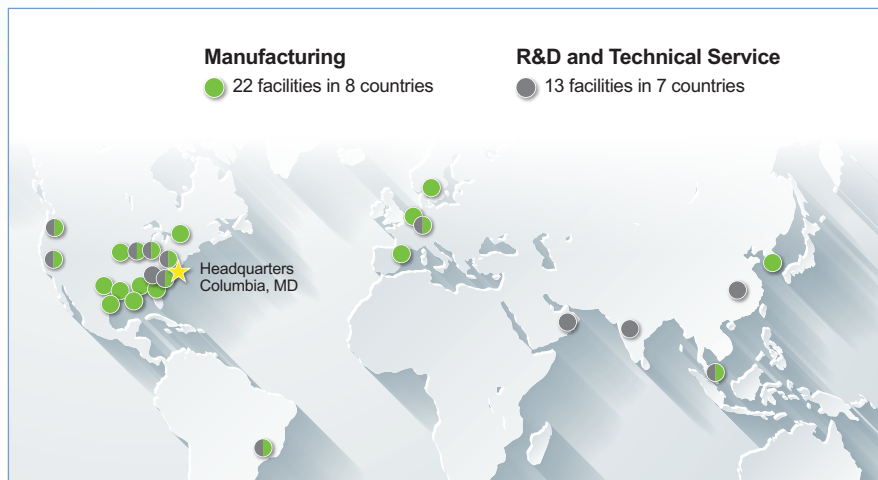 Manufacturing
22 facilities in 8 countries
R&D and Technical Service
13 facilities in 7 countries
Headquarters
Columbia, MD